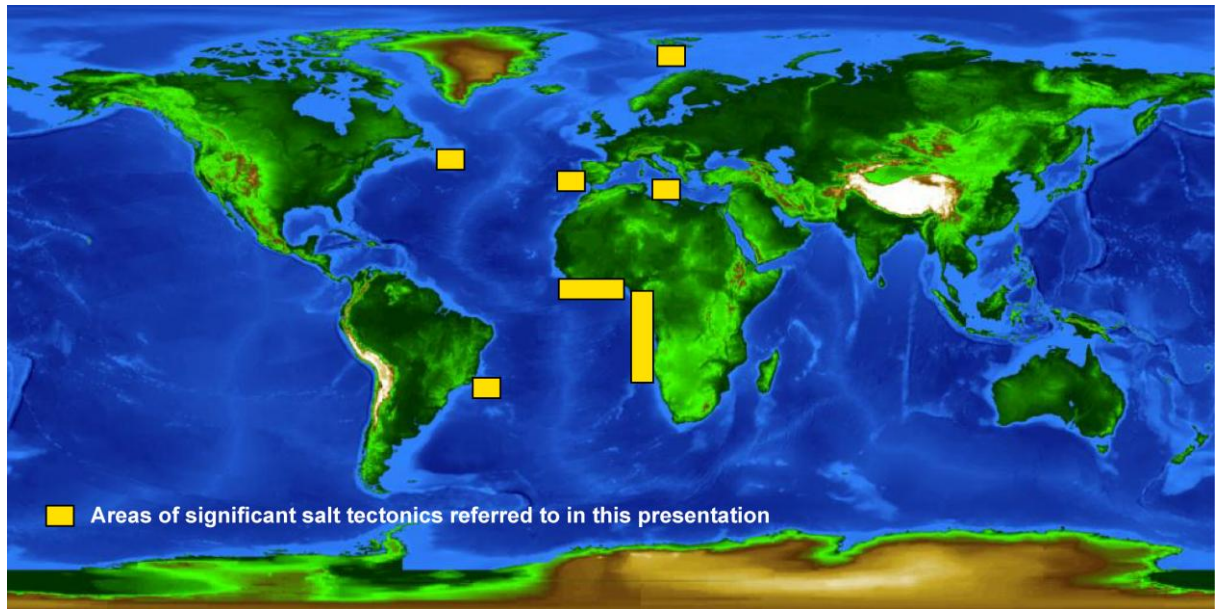 Areas of significant salt tectonics referred to in this presentation